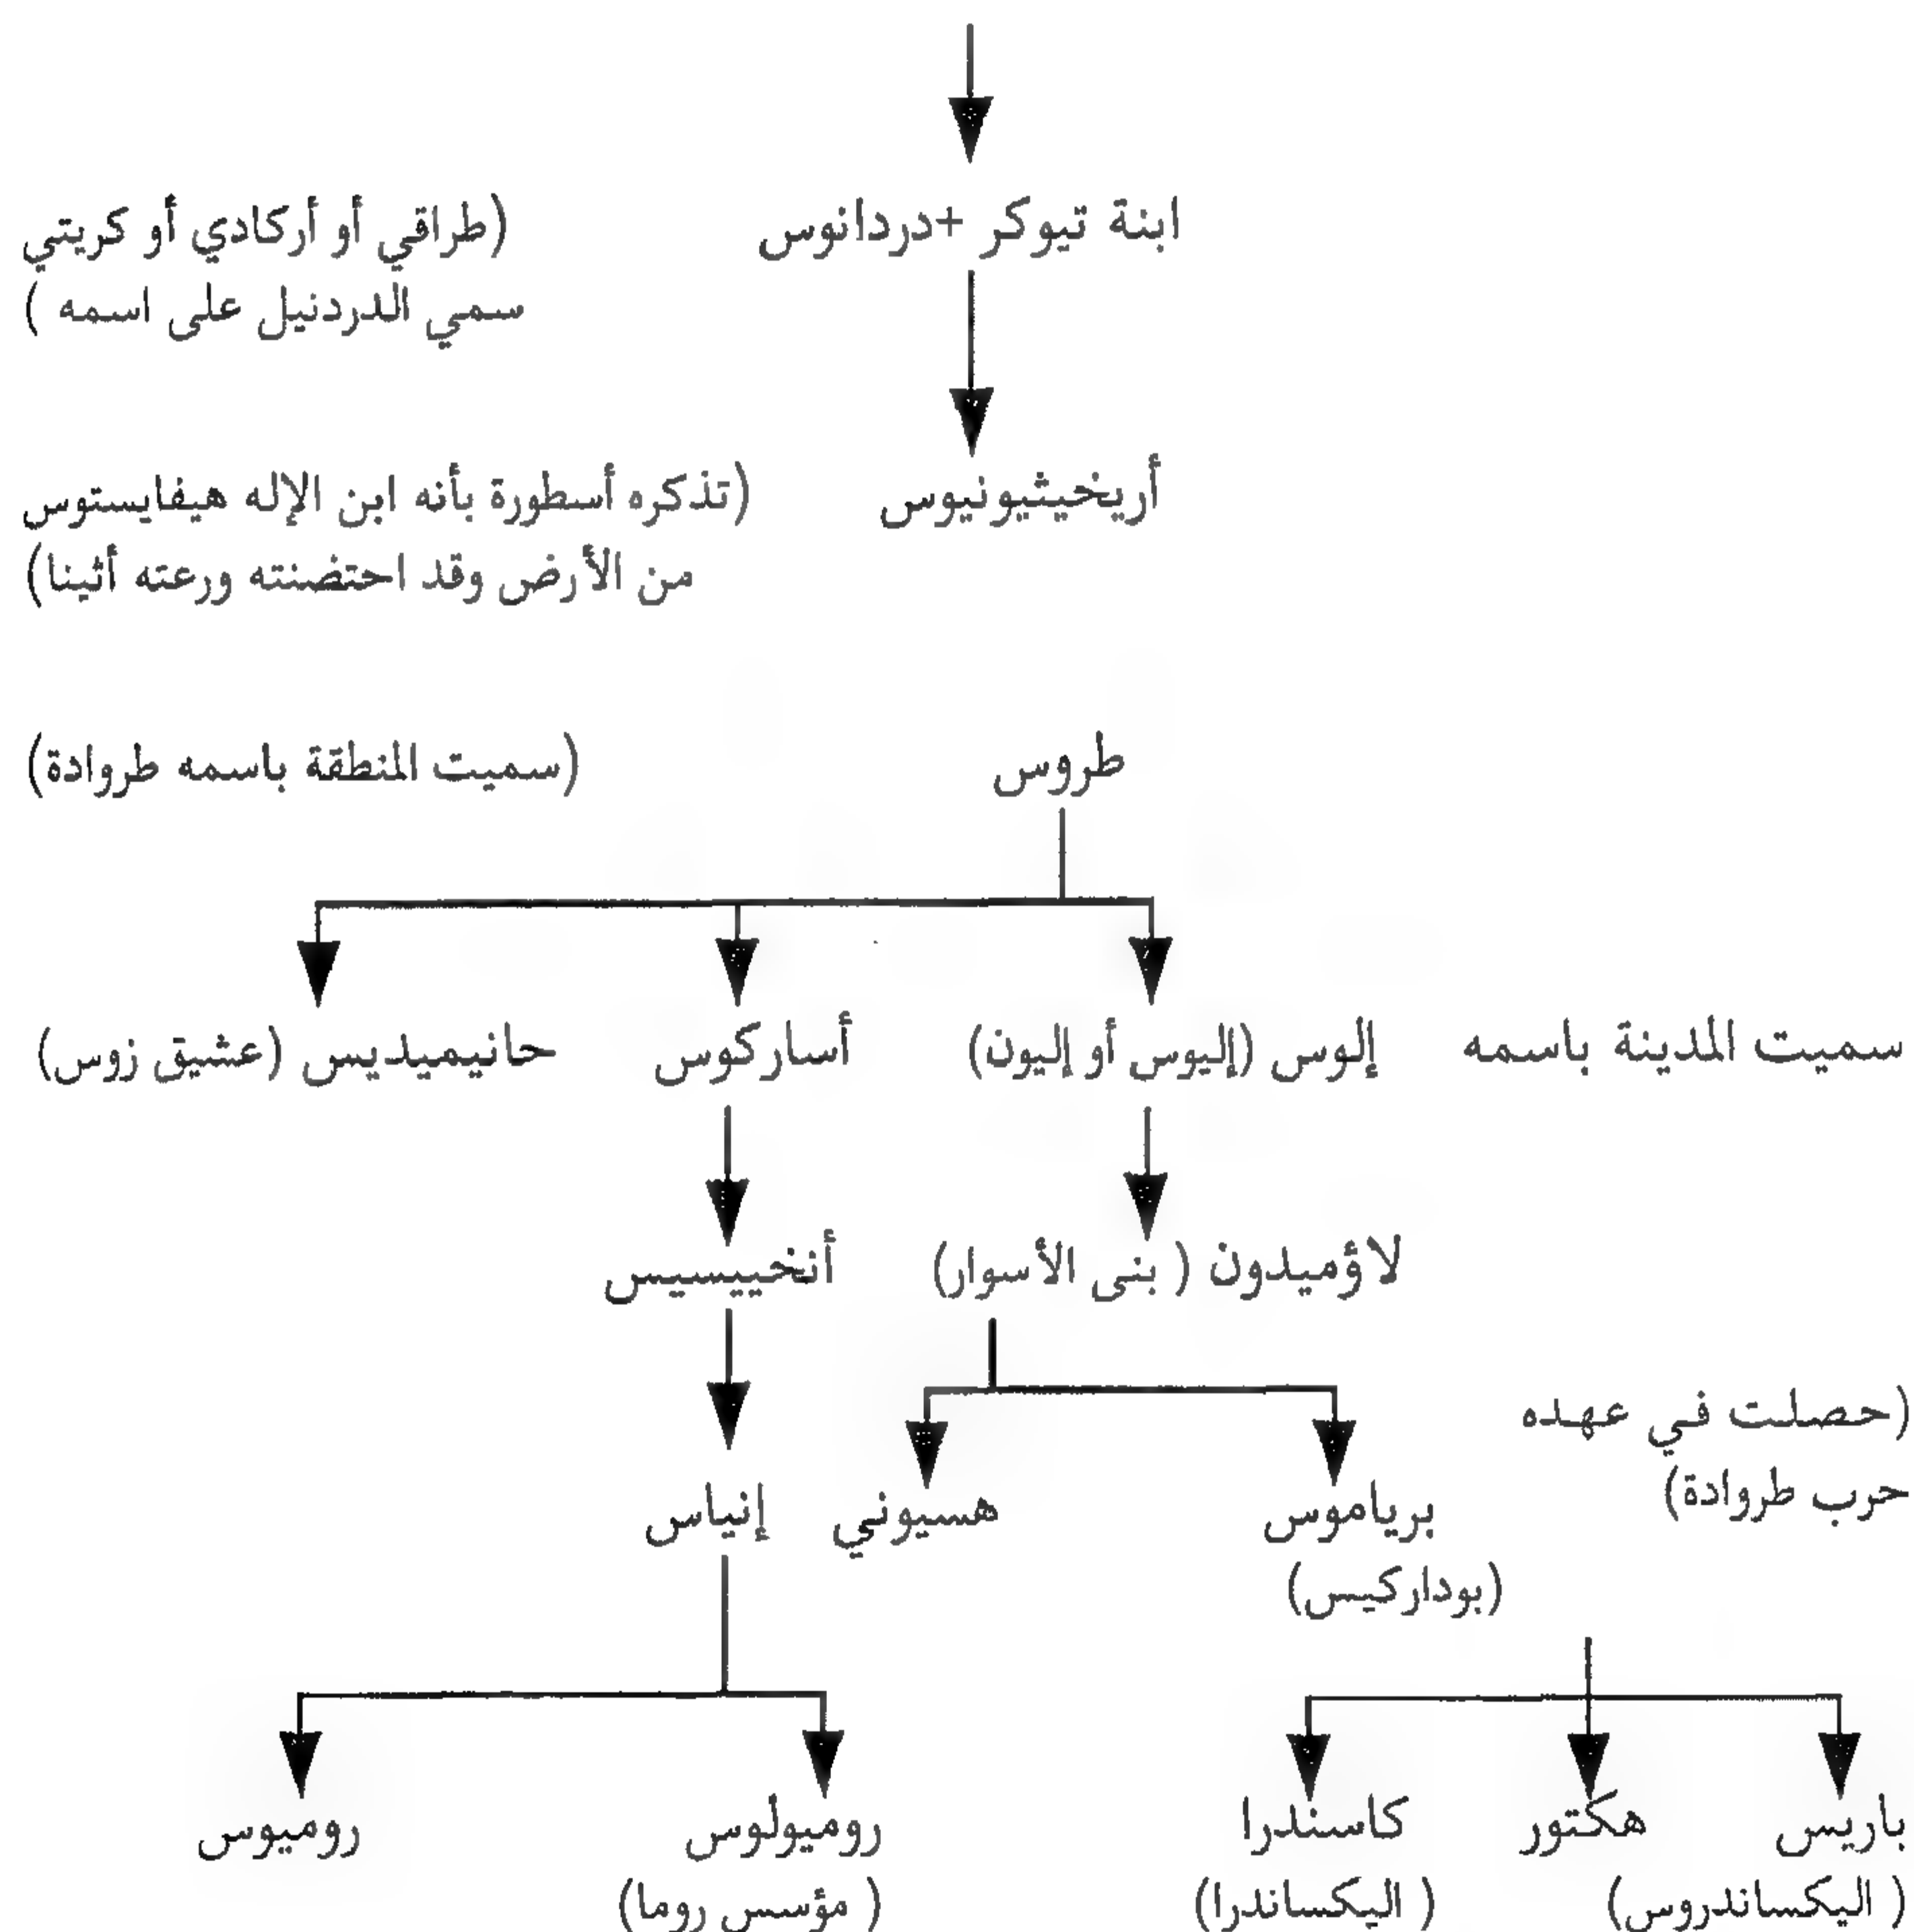 ابنة تيوكر +دردانوس
(طراقي أو أركادي أو كريتي
سمي الدردنيل على اسمه )
أريخيثيونيوس
(تذكره أسطورة بأنه ابن الإله هيفايستوس
من الأرض وقد احتضنته ورعته أثينا)
طروس
(سميت المنطقة باسمه طروادة)
سميت المدينة باسمه
إلوس (إليوس أو إليون)
أساركوس
حانيميديس (عشيق زوس)
لاؤميدون ( بنى الأسوار)
أنخييسيس
(حصلت في عهده
حرب طروادة)
برياموس
(بوداركيس)
هسيوني
إنياس
باريس
( اليكساندروس)
هكتور
كاسندرا
( اليكساندرا)
روميولوس
( مؤسس روما)
روميوس